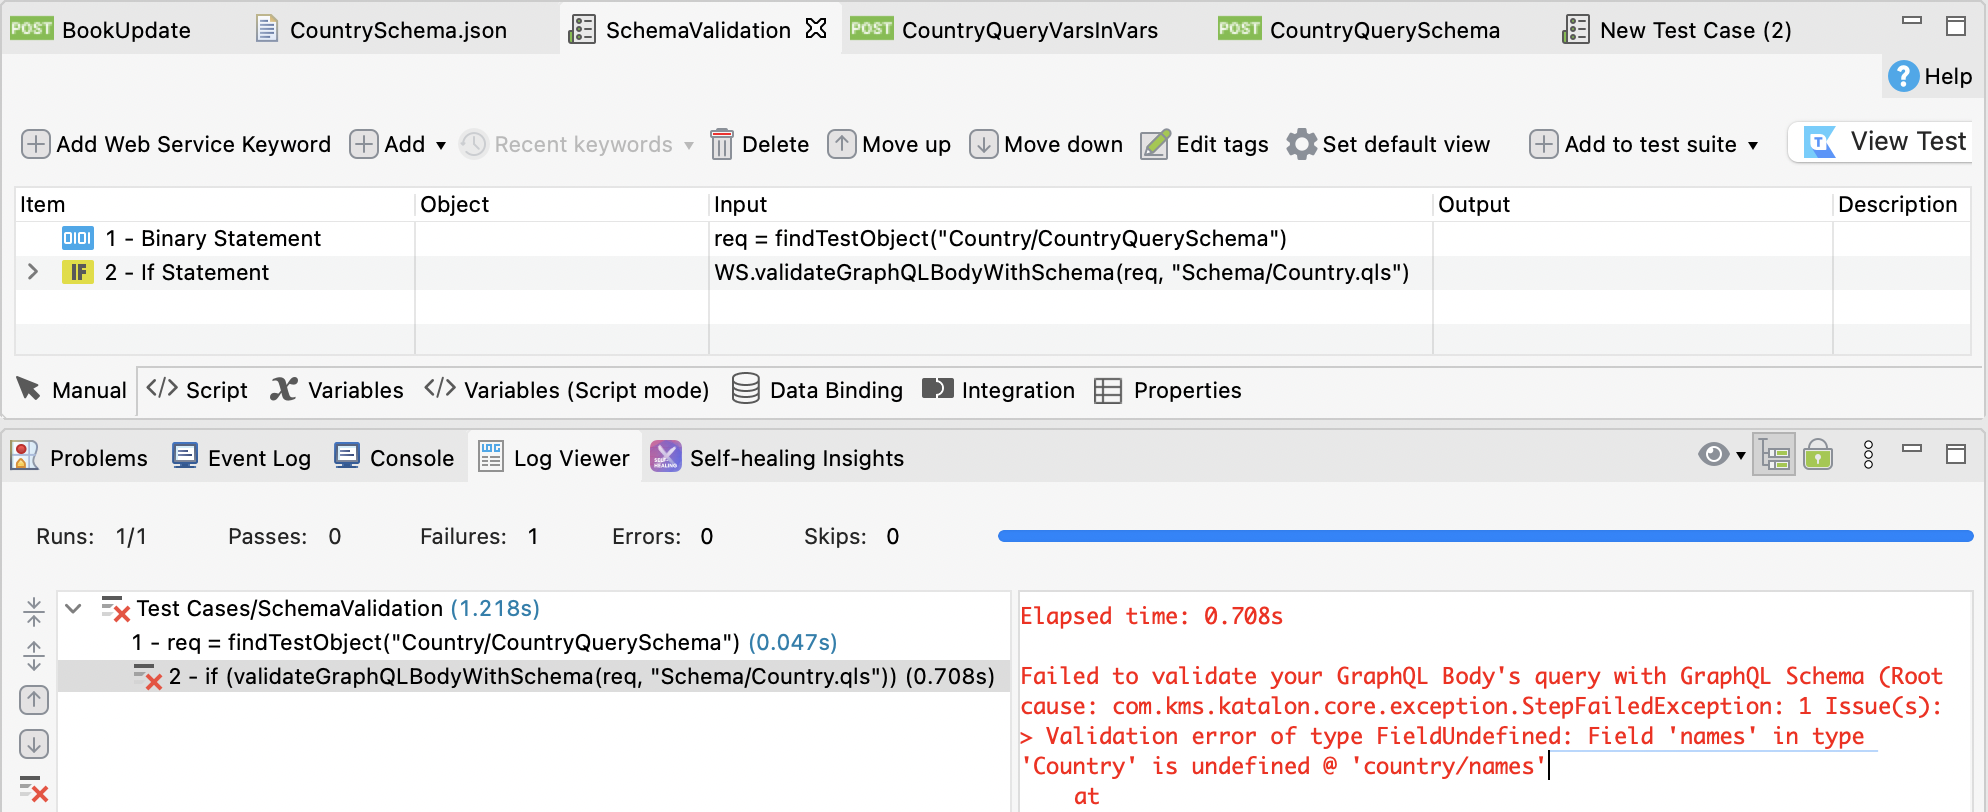 POST BookUpdate CountrySchema.json SchemaValidation POST CountryQueryVarsInVars POST CountryQuerySchema New Test Case (2)
? Help
Add Web Service Keyword Add Recent keywords Delete Move up Move down Edit tags Set default view Add to test suite View Test
Item Object Input Output Description
0101 1 - Binary Statement req = findTestObject("Country/CountryQuerySchema")
IF 2 - If Statement WS.validateGraphQLBodyWithSchema(req, "Schema/Country.qls")
Manual </> Script x Variables </> Variables (Script mode) Data Binding Integration Properties
Problems Event Log Console LOG Log Viewer SELF-HEALING Self-healing Insights
Runs: 1/1 Passes: 0 Failures: 1 Errors: 0 Skips: 0
Test Cases/SchemaValidation (1.218s)
1 - req = findTestObject("Country/CountryQuerySchema") (0.047s)
2 - if (validateGraphQLBodyWithSchema(req, "Schema/Country.qls")) (0.708s)
Elapsed time: 0.708s
Failed to validate your GraphQL Body's query with GraphQL Schema (Root
cause: com.kms.katalon.core.exception.StepFailedException: 1 Issue(s):
> Validation error of type FieldUndefined: Field 'names' in type
'Country' is undefined @ 'country/names'
at